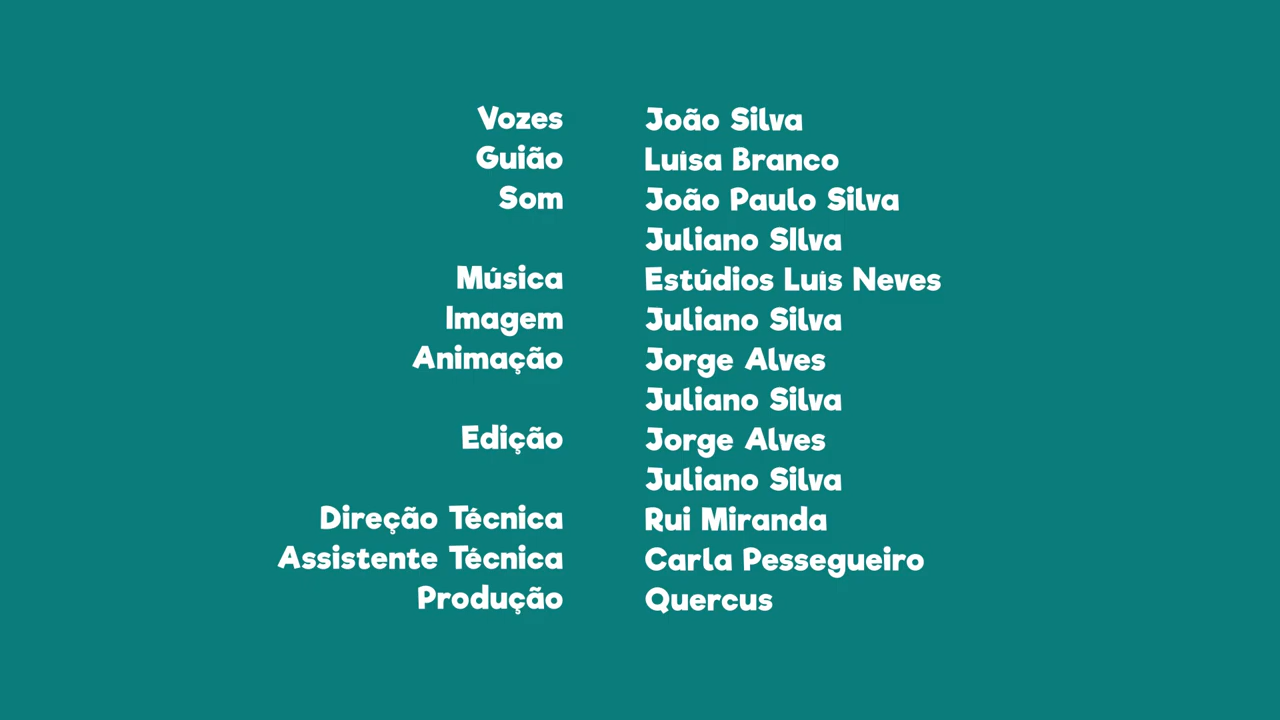 Vozes João Silva
Guião Luísa Branco
Som João Paulo Silva
Juliano SIlva
Música Estúdios Luís Neves
Imagem Juliano Silva
Animação Jorge Alves
Juliano Silva
Edição Jorge Alves
Juliano Silva
Direção Técnica Rui Miranda
Assistente Técnica Carla Pessegueiro
Produção Quercus